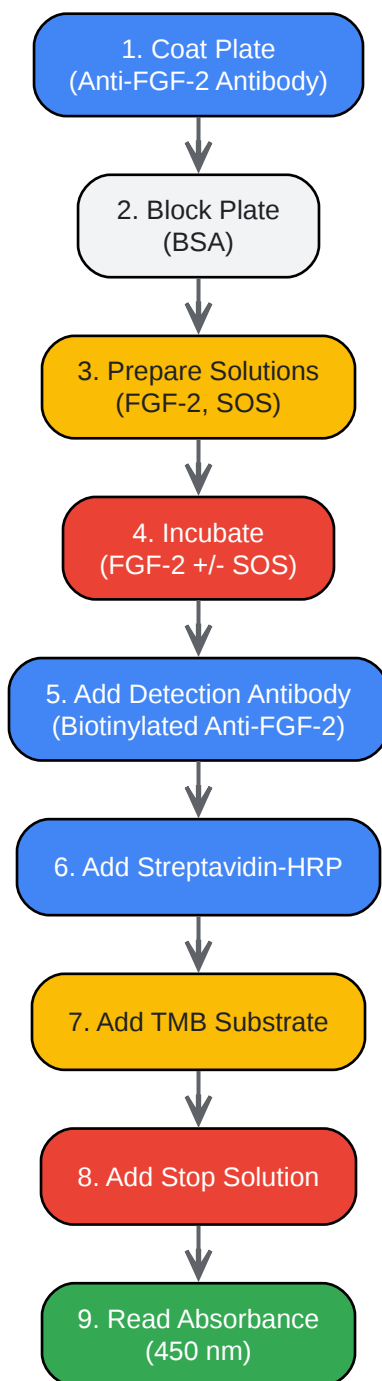 1. Coat Plate
(Anti-FGF-2 Antibody)
2. Block Plate
(BSA)
3. Prepare Solutions
(FGF-2, SOS)
4. Incubate
(FGF-2 +/- SOS)
5. Add Detection Antibody
(Biotinylated Anti-FGF-2)
6. Add Streptavidin-HRP
7. Add TMB Substrate
8. Add Stop Solution
9. Read Absorbance
(450 nm)